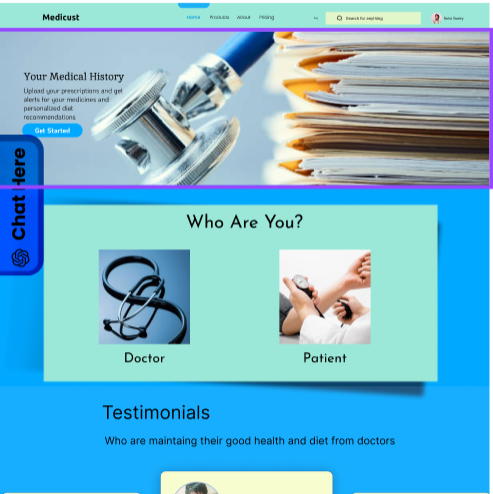 Medicust
Home Products About Pricing
Search for anything
Your Medical History
Upload your prescriptions and get
alerts for your medicines and
personalized diet
recommendations
Get Started
Chat Here
Who Are You?
Doctor
Patient
Testimonials
Who are maintaing their good health and diet from doctors